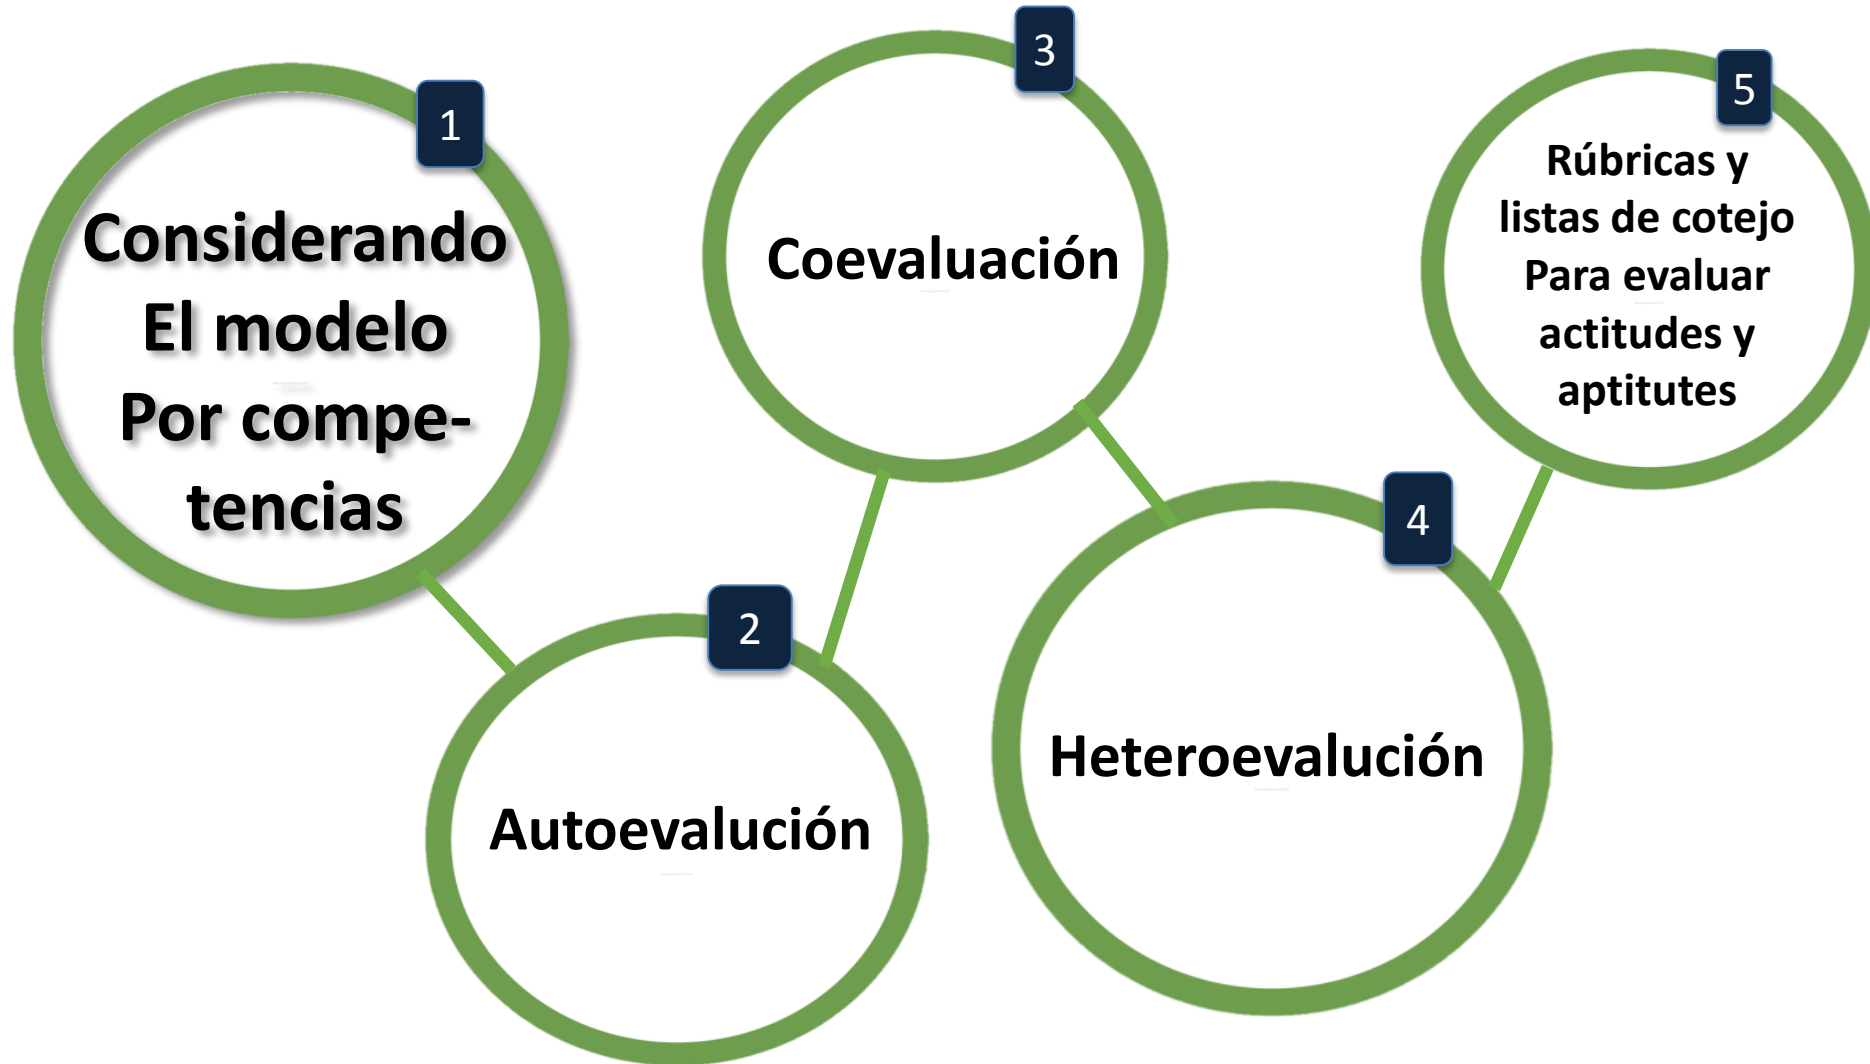 1
Considerando
El modelo
Por compe-
tencias
2
Autoevalución
3
Coevaluación
4
Heteroevalución
5
Rúbricas y
listas de cotejo
Para evaluar
actitudes y
aptitutes